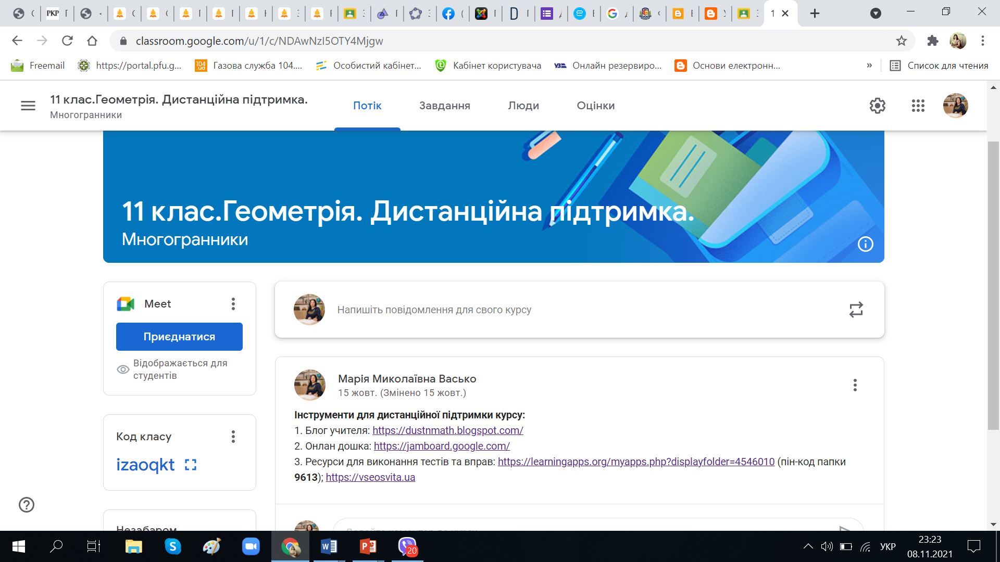 classroom.google.com/u/1/c/NDAwNzI5OTY4Mjgw
Freemail
https://portal.pfu.g...
Газова служба 104....
Особистий кабінет...
Кабінет користувача
Онлайн резервиро...
Основи електронн...
»
Список для чтения
11 клас.Геометрія. Дистанційна підтримка.
Многогранники
Потік
Завдання
Люди
Оцінки
11 клас.Геометрія. Дистанційна підтримка.
Многогранники
Meet
Приєднатися
Відображається для
студентів
Код класу
izaoqkt
Незабаром
Напишіть повідомлення для свого курсу
Марія Миколаївна Васько
15 жовт. (Змінено 15 жовт.)
Інструменти для дистанційної підтримки курсу:
1. Блог учителя: https://dustnmath.blogspot.com/
2. Онлан дошка: https://jamboard.google.com/
3. Ресурси для виконання тестів та вправ: https://learningapps.org/myapps.php?displayfolder=4546010 (пін-код папки
9613); https://vseosvita.ua
20
УКР
23:23
08.11.2021